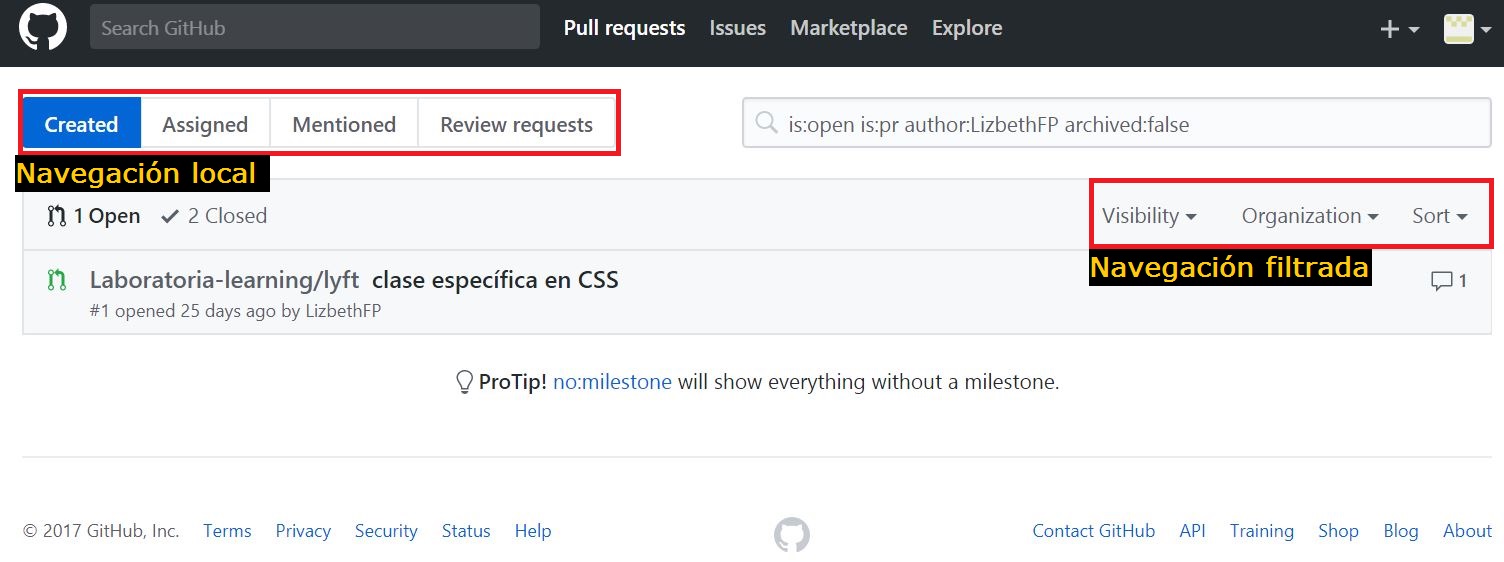 Search GitHub Pull requests Issues Marketplace Explore
Created Assigned Mentioned Review requests is:open is:pr author:LizbethFP archived:false
Navegación local
1 Open 2 Closed Visibility Organization Sort
Navegación filtrada
Laboratoria-learning/lyft clase específica en CSS 1
#1 opened 25 days ago by LizbethFP
ProTip! no:milestone will show everything without a milestone.
© 2017 GitHub, Inc. Terms Privacy Security Status Help Contact GitHub API Training Shop Blog About